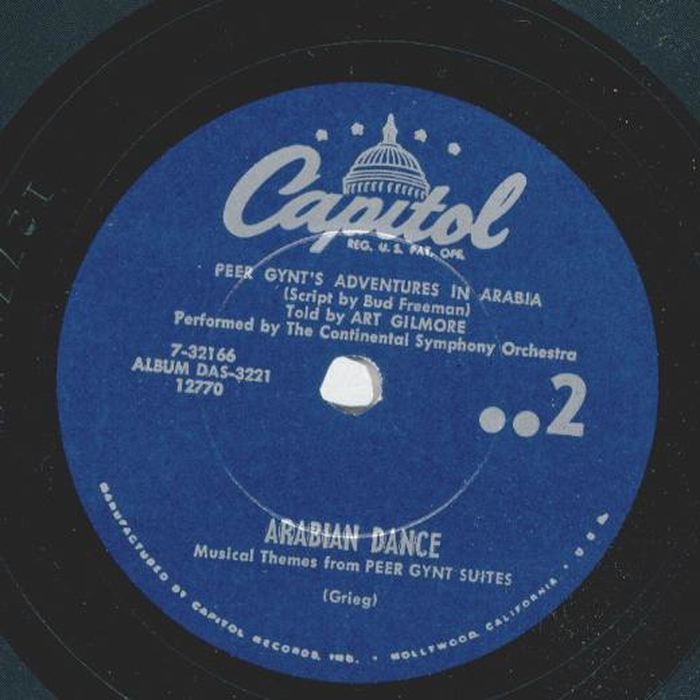 Capitol
REG. U. S. PAT. OFF.
PEER GYNT'S ADVENTURES IN ARABIA
(Script by Bud Freeman)
Told by ART GILMORE
Performed by The Continental Symphony Orchestra
7-32166
ALBUM DAS-3221
12770
..2
ARABIAN DANCE
Musical Themes from PEER GYNT SUITES
(Grieg)
MANUFACTURED BY CAPITOL RECORDS, INC. • HOLLYWOOD, CALIFORNIA. • U.S.A.